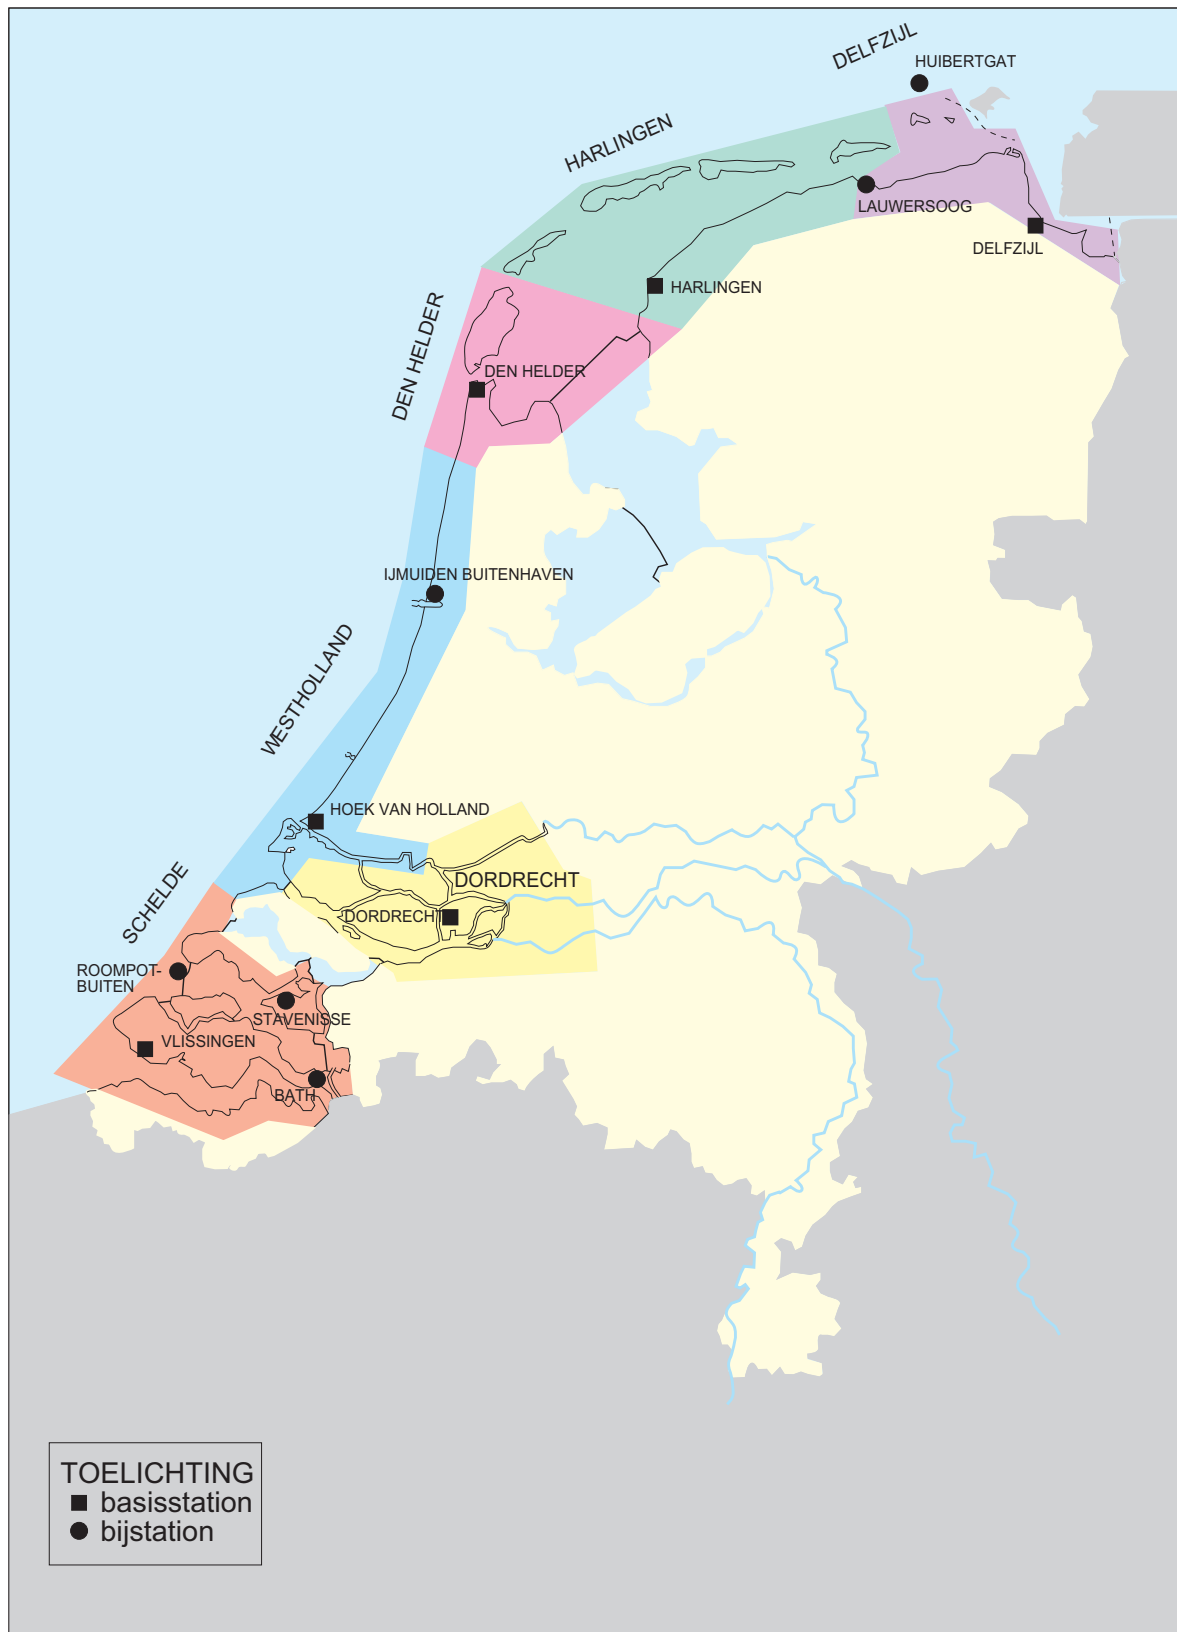 DELFZIJL
HUIBERTGAT
HARLINGEN
LAUWERSOOG
DELFZIJL
HARLINGEN
DEN HELDER
DEN HELDER
IJMUIDEN BUITENHAVEN
WESTHOLLAND
HOEK VAN HOLLAND
SCHELDE
DORDRECHT
DORDRECHT
ROOMPOT-
BUITEN
STAVENISSE
VLISSINGEN
BATH
TOELICHTING
basisstation
bijstation